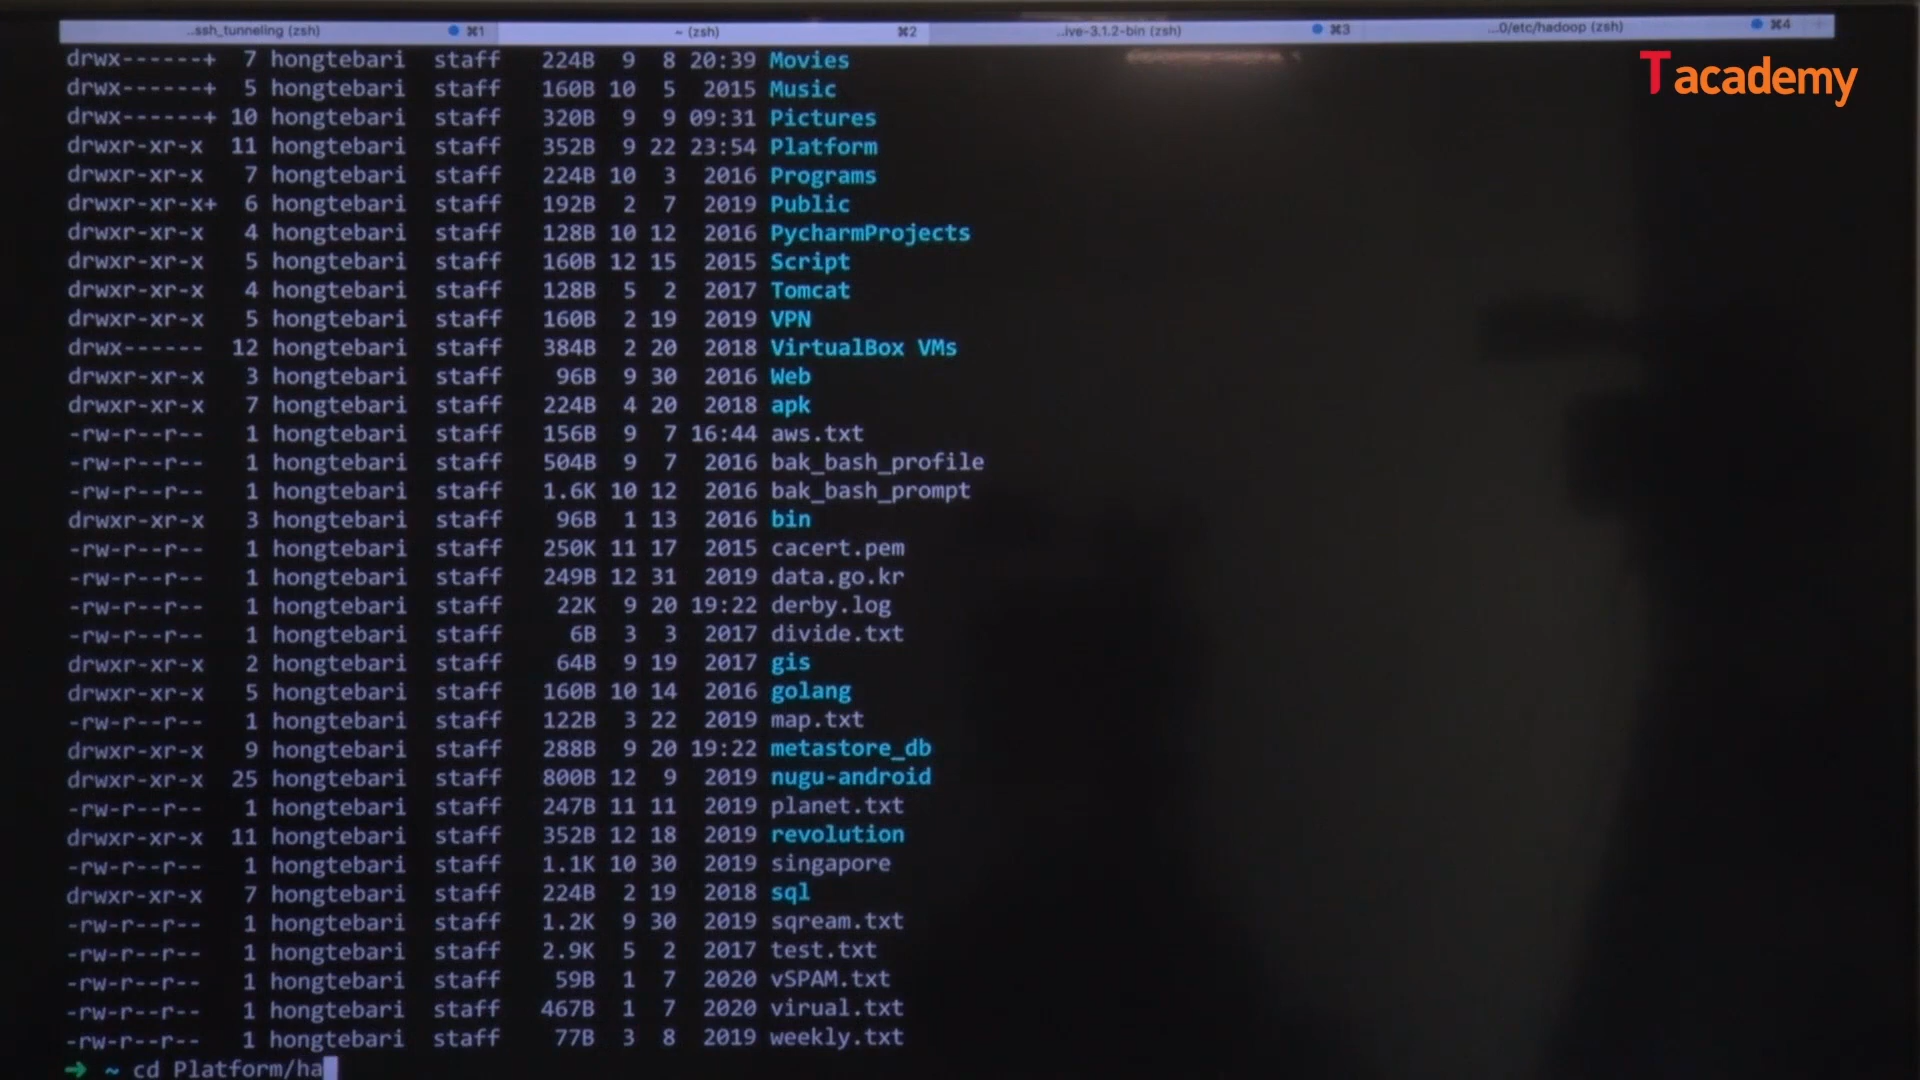 ..ssh_tunneling (zsh) ⌘1 ~ (zsh) ⌘2 ..ive-3.1.2-bin (zsh) ⌘3 ...0/etc/hadoop (zsh) ⌘4
T academy
drwx------+ 7 hongtebari staff 224B 9 8 20:39 Movies
drwx------+ 5 hongtebari staff 160B 10 5 2015 Music
drwx------+ 10 hongtebari staff 320B 9 9 09:31 Pictures
drwxr-xr-x 11 hongtebari staff 352B 9 22 23:54 Platform
drwxr-xr-x 7 hongtebari staff 224B 10 3 2016 Programs
drwxr-xr-x+ 6 hongtebari staff 192B 2 7 2019 Public
drwxr-xr-x 4 hongtebari staff 128B 10 12 2016 PycharmProjects
drwxr-xr-x 5 hongtebari staff 160B 12 15 2015 Script
drwxr-xr-x 4 hongtebari staff 128B 5 2 2017 Tomcat
drwxr-xr-x 5 hongtebari staff 160B 2 19 2019 VPN
drwx------ 12 hongtebari staff 384B 2 20 2018 VirtualBox VMs
drwxr-xr-x 3 hongtebari staff 96B 9 30 2016 Web
drwxr-xr-x 7 hongtebari staff 224B 4 20 2018 apk
-rw-r--r-- 1 hongtebari staff 156B 9 7 16:44 aws.txt
-rw-r--r-- 1 hongtebari staff 504B 9 7 2016 bak_bash_profile
-rw-r--r-- 1 hongtebari staff 1.6K 10 12 2016 bak_bash_prompt
drwxr-xr-x 3 hongtebari staff 96B 1 13 2016 bin
-rw-r--r-- 1 hongtebari staff 250K 11 17 2015 cacert.pem
-rw-r--r-- 1 hongtebari staff 249B 12 31 2019 data.go.kr
-rw-r--r-- 1 hongtebari staff 22K 9 20 19:22 derby.log
-rw-r--r-- 1 hongtebari staff 6B 3 3 2017 divide.txt
drwxr-xr-x 2 hongtebari staff 64B 9 19 2017 gis
drwxr-xr-x 5 hongtebari staff 160B 10 14 2016 golang
-rw-r--r-- 1 hongtebari staff 122B 3 22 2019 map.txt
drwxr-xr-x 9 hongtebari staff 288B 9 20 19:22 metastore_db
drwxr-xr-x 25 hongtebari staff 800B 12 9 2019 nugu-android
-rw-r--r-- 1 hongtebari staff 247B 11 11 2019 planet.txt
drwxr-xr-x 11 hongtebari staff 352B 12 18 2019 revolution
-rw-r--r-- 1 hongtebari staff 1.1K 10 30 2019 singapore
drwxr-xr-x 7 hongtebari staff 224B 2 19 2018 sql
-rw-r--r-- 1 hongtebari staff 1.2K 9 30 2019 sqream.txt
-rw-r--r-- 1 hongtebari staff 2.9K 5 2 2017 test.txt
-rw-r--r-- 1 hongtebari staff 59B 1 7 2020 vSPAM.txt
-rw-r--r-- 1 hongtebari staff 467B 1 7 2020 virual.txt
-rw-r--r-- 1 hongtebari staff 77B 3 8 2019 weekly.txt
→ ~ cd Platform/ha